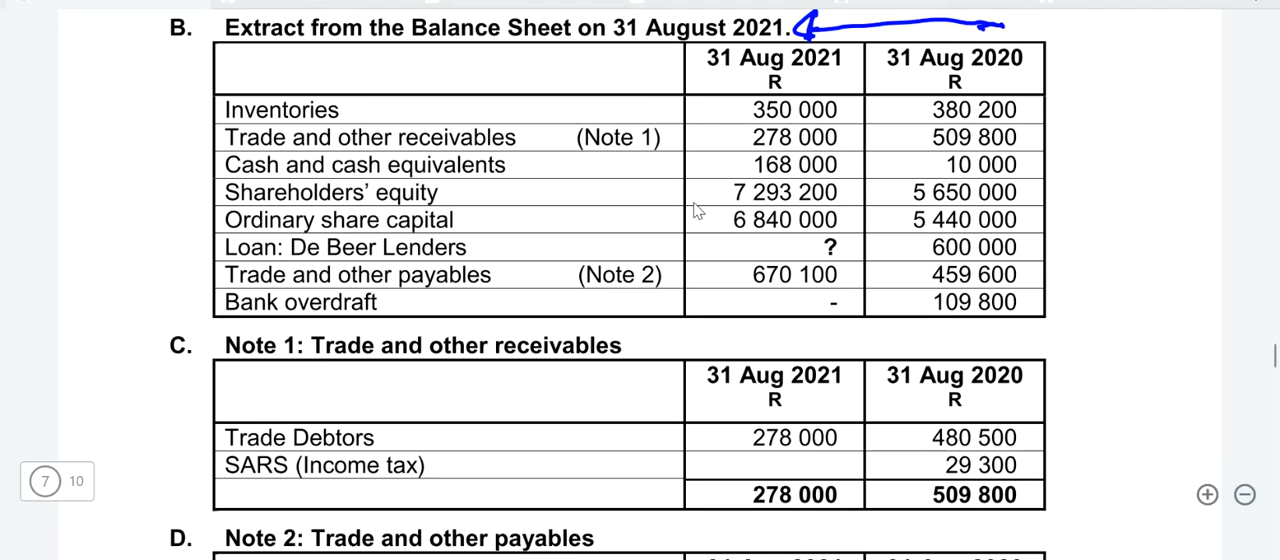 B. Extract from the Balance Sheet on 31 August 2021.
31 Aug 2021 31 Aug 2020
R R
Inventories 350 000 380 200
Trade and other receivables (Note 1) 278 000 509 800
Cash and cash equivalents 168 000 10 000
Shareholders' equity 7 293 200 5 650 000
Ordinary share capital 6 840 000 5 440 000
Loan: De Beer Lenders ? 600 000
Trade and other payables (Note 2) 670 100 459 600
Bank overdraft - 109 800
C. Note 1: Trade and other receivables
31 Aug 2021 31 Aug 2020
R R
Trade Debtors 278 000 480 500
SARS (Income tax) 29 300
7 10
278 000 509 800
D. Note 2: Trade and other payables